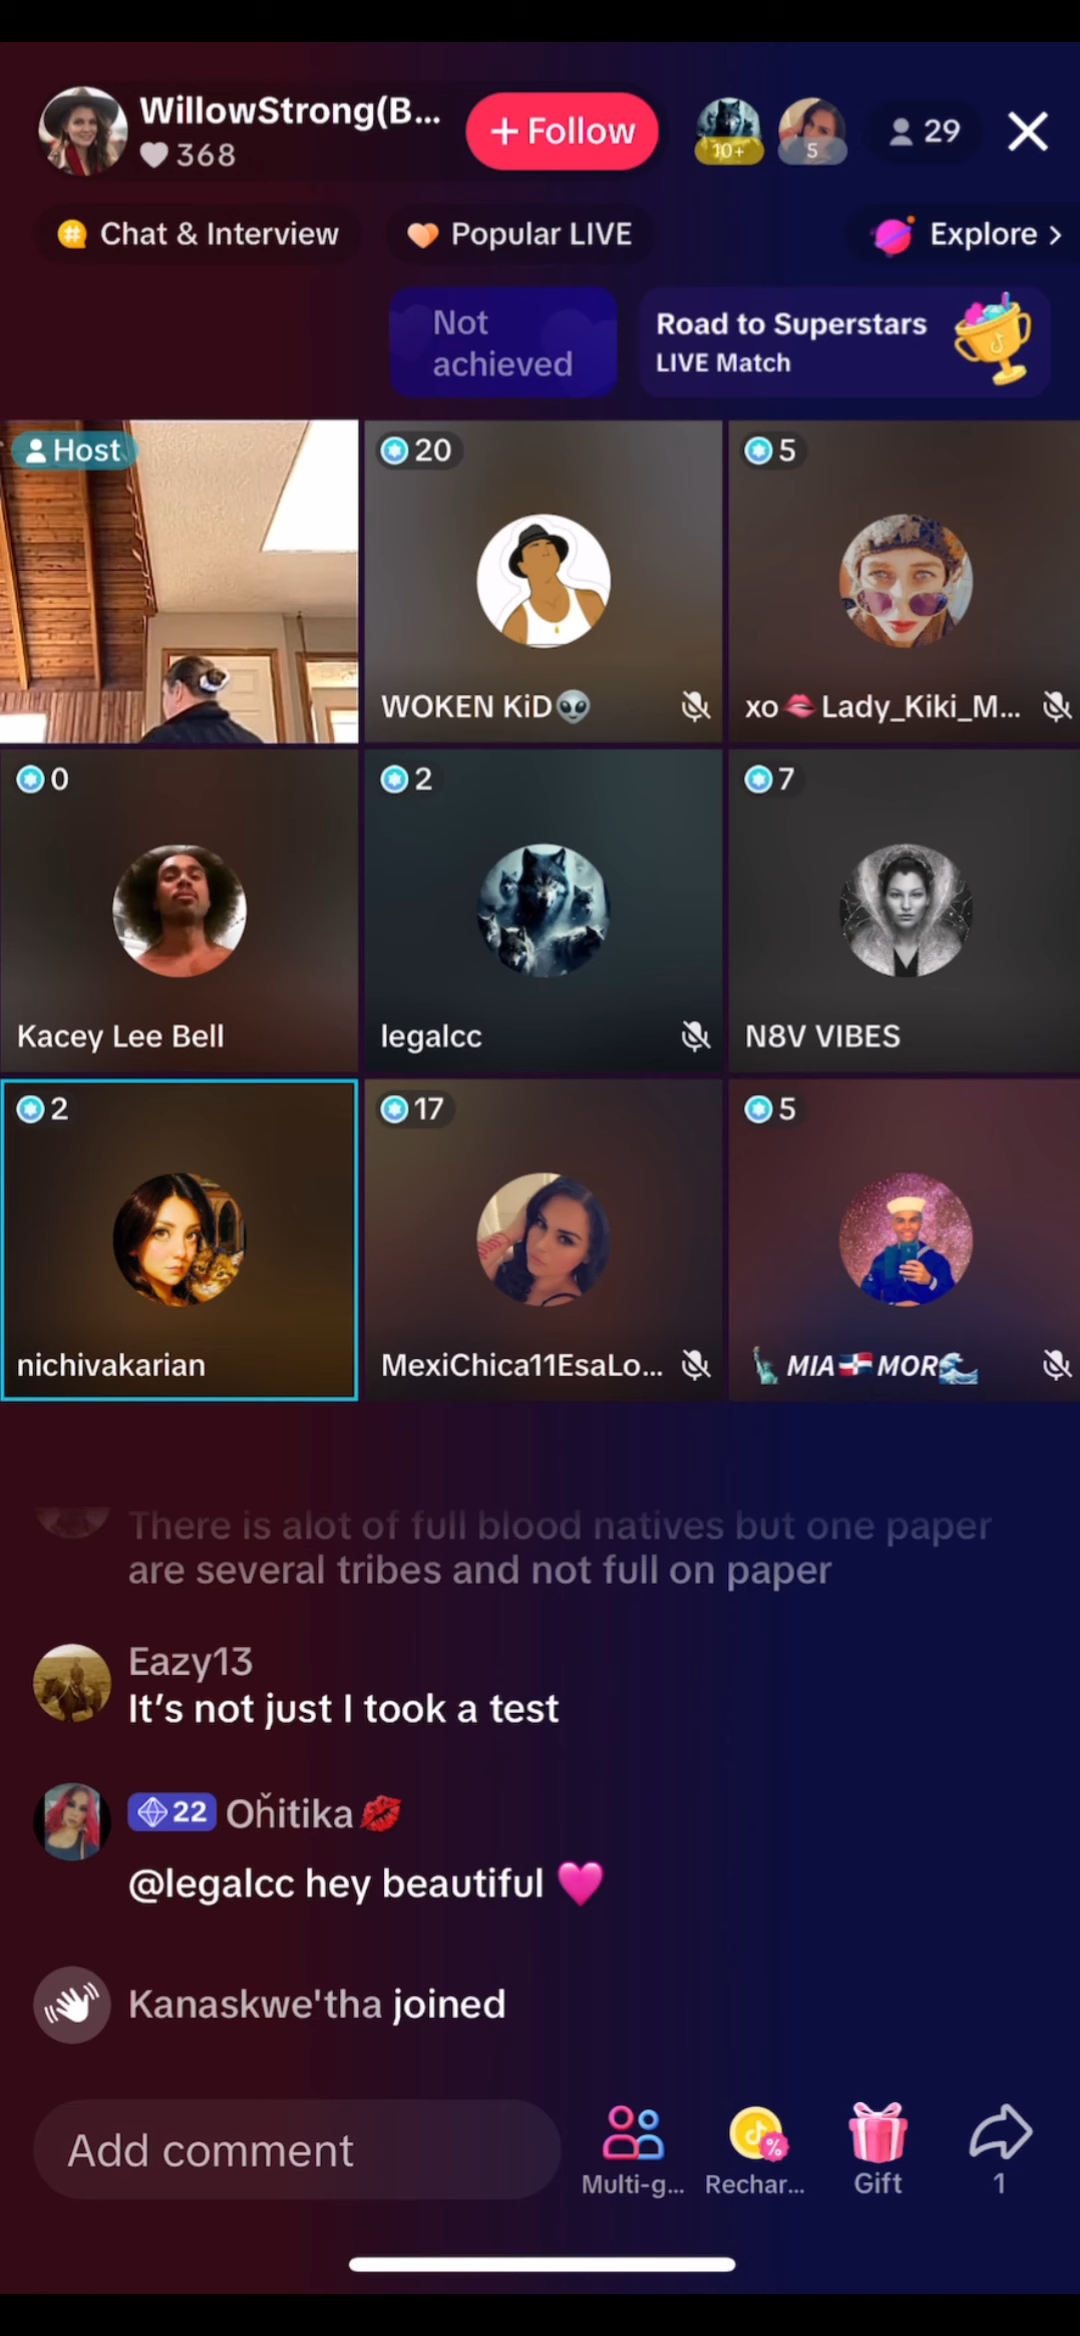 WillowStrong(B...
368
+ Follow
10+
5
29
Chat & Interview
Popular LIVE
Explore >
Not
achieved
Road to Superstars
LIVE Match
Host
20
WOKEN KiD👽
5
xo💋Lady_Kiki_M...
0
Kacey Lee Bell
2
legalcc
7
N8V VIBES
2
nichivakarian
17
MexiChica11EsaLo...
5
🗽MIA🇩🇴MOR🌊
There is alot of full blood natives but one paper
are several tribes and not full on paper
Eazy13
It's not just I took a test
22 Oȟitika💋
@legalcc hey beautiful 🩷
Kanaskwe'tha joined
Add comment
Multi-g...
Rechar...
Gift
1